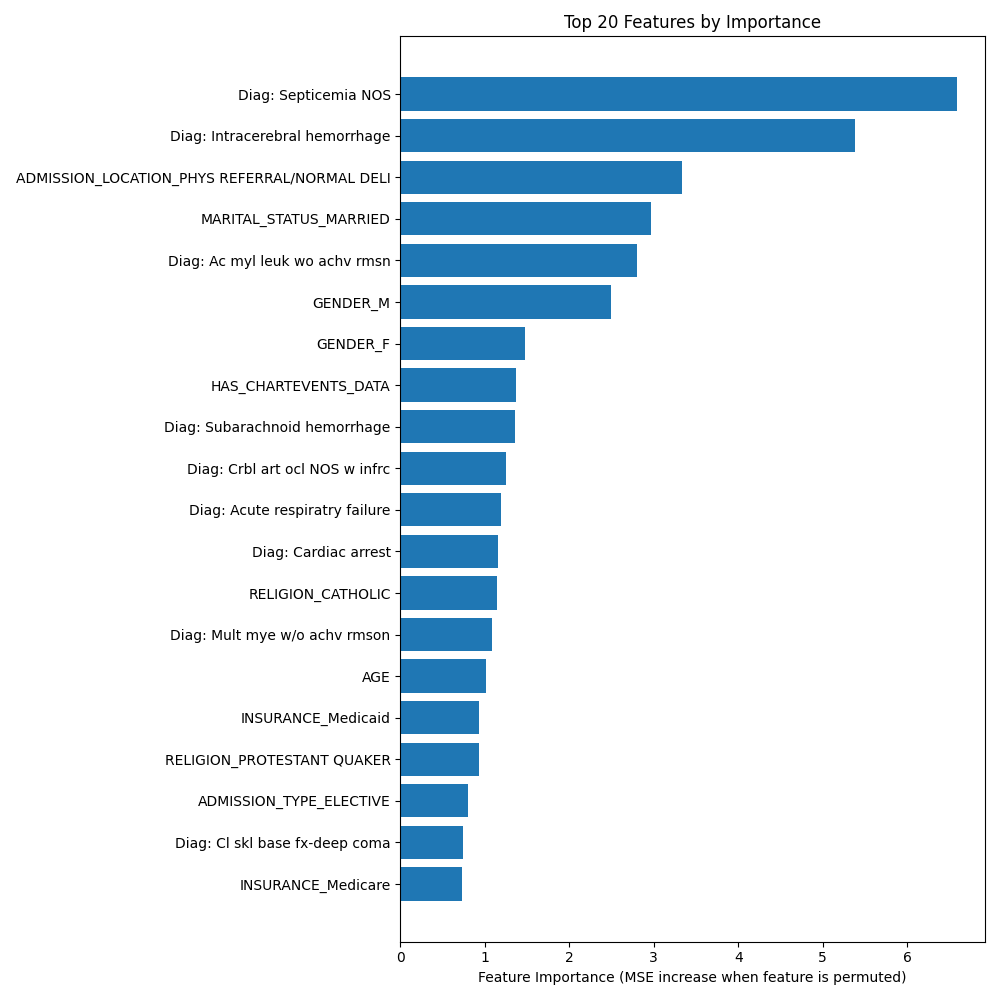 Top 20 Features by Importance
Diag: Septicemia NOS
Diag: Intracerebral hemorrhage
ADMISSION_LOCATION_PHYS REFERRAL/NORMAL DELI
MARITAL_STATUS_MARRIED
Diag: Ac myl leuk wo achv rmsn
GENDER_M
GENDER_F
HAS_CHARTEVENTS_DATA
Diag: Subarachnoid hemorrhage
Diag: Crbl art ocl NOS w infrc
Diag: Acute respiratry failure
Diag: Cardiac arrest
RELIGION_CATHOLIC
Diag: Mult mye w/o achv rmson
AGE
INSURANCE_Medicaid
RELIGION_PROTESTANT QUAKER
ADMISSION_TYPE_ELECTIVE
Diag: Cl skl base fx-deep coma
INSURANCE_Medicare
0 1 2 3 4 5 6
Feature Importance (MSE increase when feature is permuted)